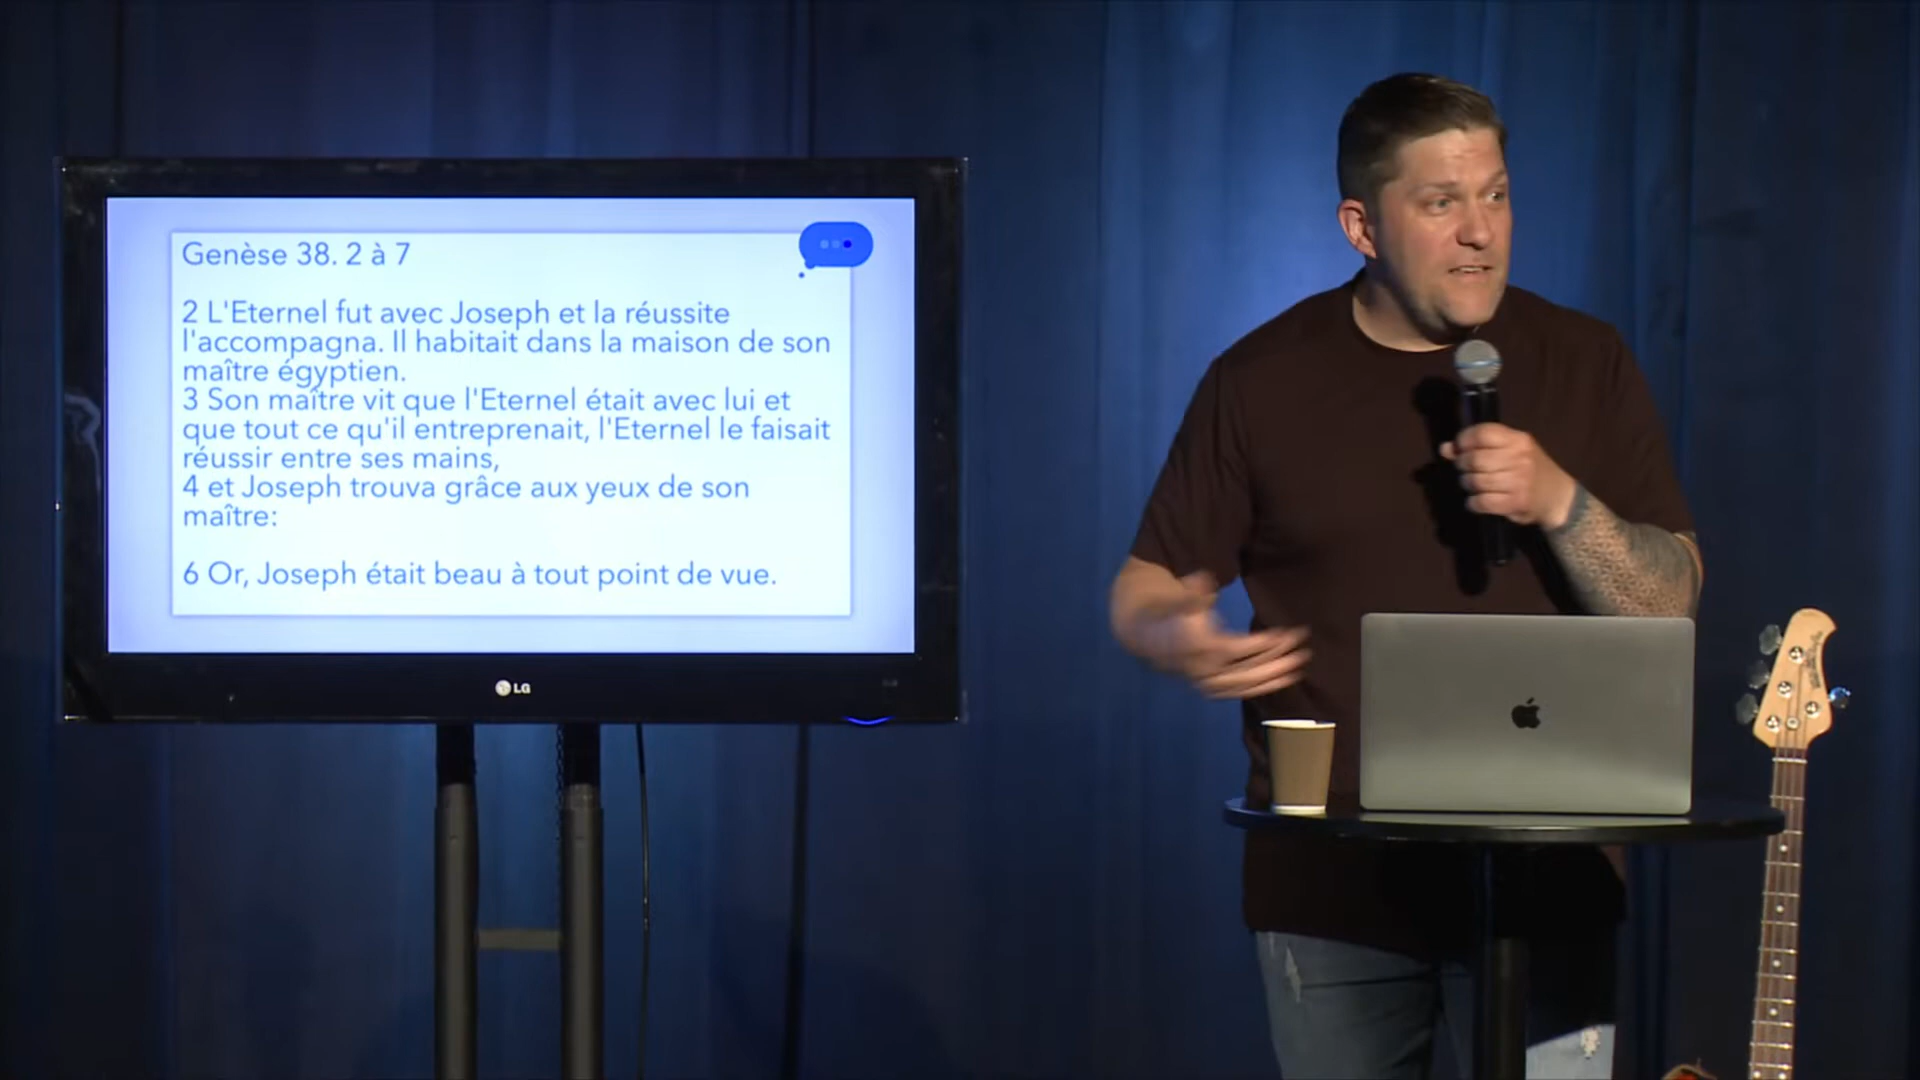 Genèse 38. 2 à 7
2 L'Eternel fut avec Joseph et la réussite
l'accompagna. Il habitait dans la maison de son
maître égyptien.
3 Son maître vit que l'Eternel était avec lui et
que tout ce qu'il entreprenait, l'Eternel le faisait
réussir entre ses mains,
4 et Joseph trouva grâce aux yeux de son
maître:
6 Or, Joseph était beau à tout point de vue.
LG